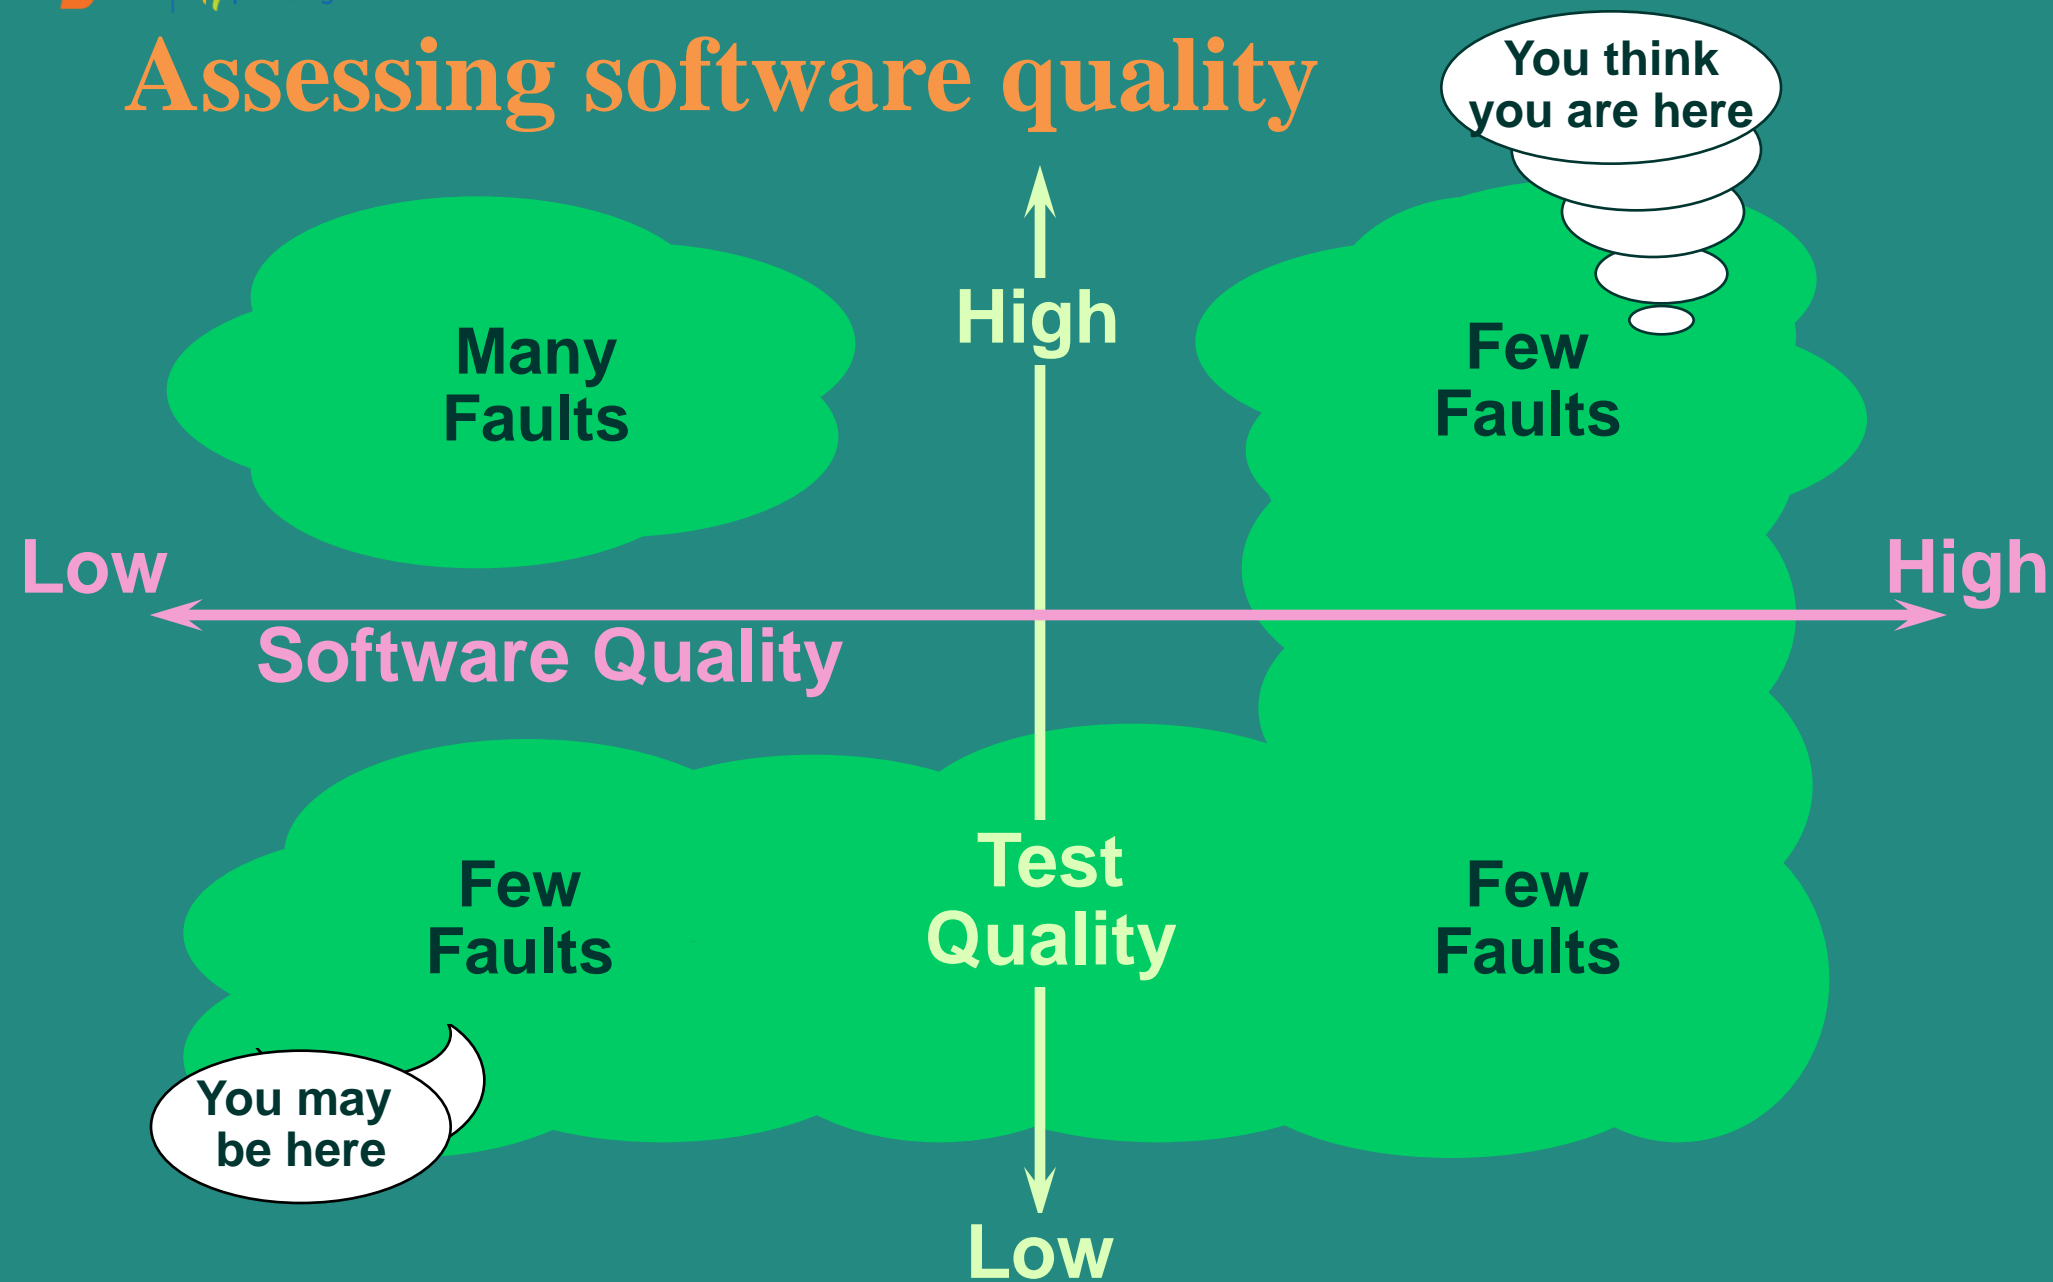 Assessing software quality
You think
you are here
Many
Faults
High
Few
Faults
Low
High
Software Quality
Few
Faults
Test
Quality
Few
Faults
You may
be here
Low